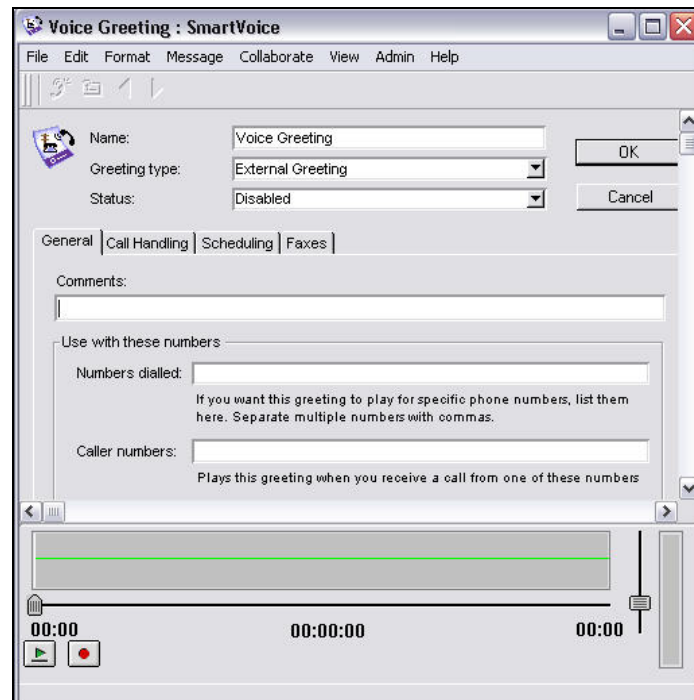 Voice Greeting : SmartVoice
File Edit Format Message Collaborate View Admin Help
Name: Voice Greeting
OK
Greeting type: External Greeting
Status: Disabled
Cancel
General Call Handling Scheduling Faxes
Comments:
Use with these numbers
Numbers dialled:
If you want this greeting to play for specific phone numbers, list them
here. Separate multiple numbers with commas.
Caller numbers:
Plays this greeting when you receive a call from one of these numbers
00:00 00:00:00 00:00